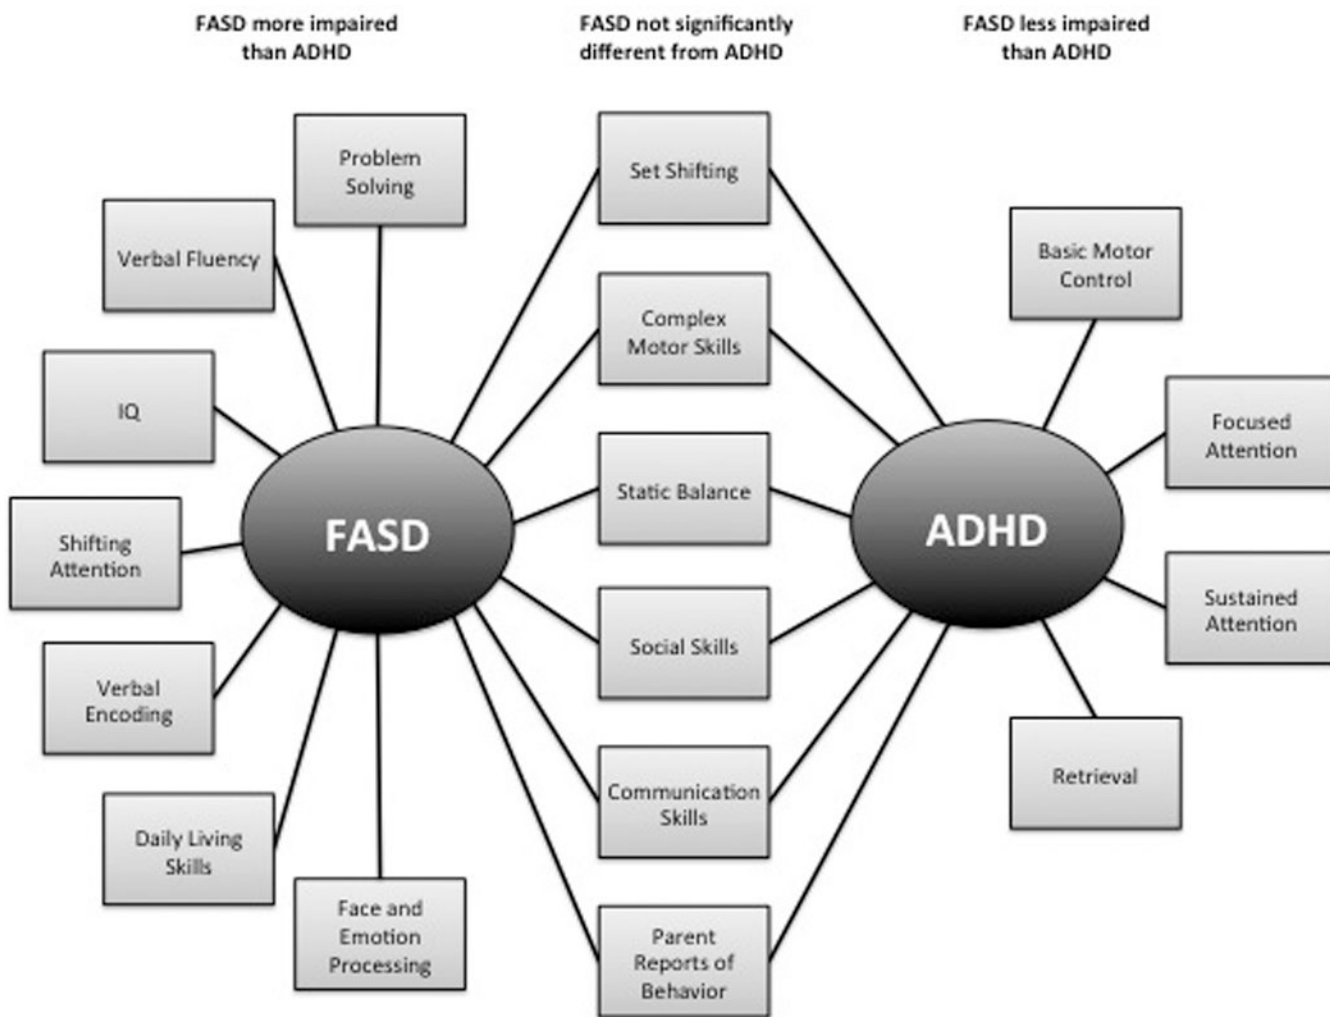 FASD more impaired
than ADHD
FASD not significantly
different from ADHD
FASD less impaired
than ADHD
Problem
Solving
Verbal Fluency
IQ
Shifting
Attention
Verbal
Encoding
Daily Living
Skills
Face and
Emotion
Processing
FASD
Set Shifting
Complex
Motor Skills
Static Balance
Social Skills
Communication
Skills
Parent
Reports of
Behavior
ADHD
Basic Motor
Control
Focused
Attention
Sustained
Attention
Retrieval